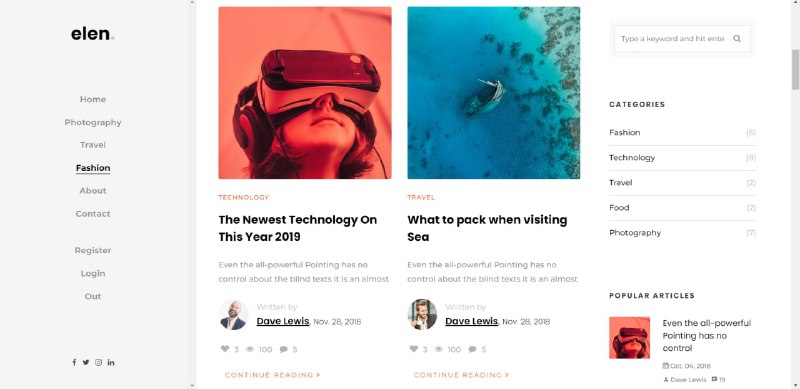 elen.
Home
Photography
Travel
Fashion
About
Contact
Register
Login
Out
TECHNOLOGY
The Newest Technology On
This Year 2019
Even the all-powerful Pointing has no
control about the blind texts it is an almost
Written by
Dave Lewis, Nov. 28, 2018
3 100 5
CONTINUE READING >
TRAVEL
What to pack when visiting
Sea
Even the all-powerful Pointing has no
control about the blind texts it is an almost
Written by
Dave Lewis, Nov. 28, 2018
3 100 5
CONTINUE READING >
Type a keyword and hit ente
CATEGORIES
Fashion (6)
Technology (8)
Travel (2)
Food (2)
Photography (7)
POPULAR ARTICLES
Even the all-powerful
Pointing has no
control
Oct. 04, 2018
Dave Lewis 19